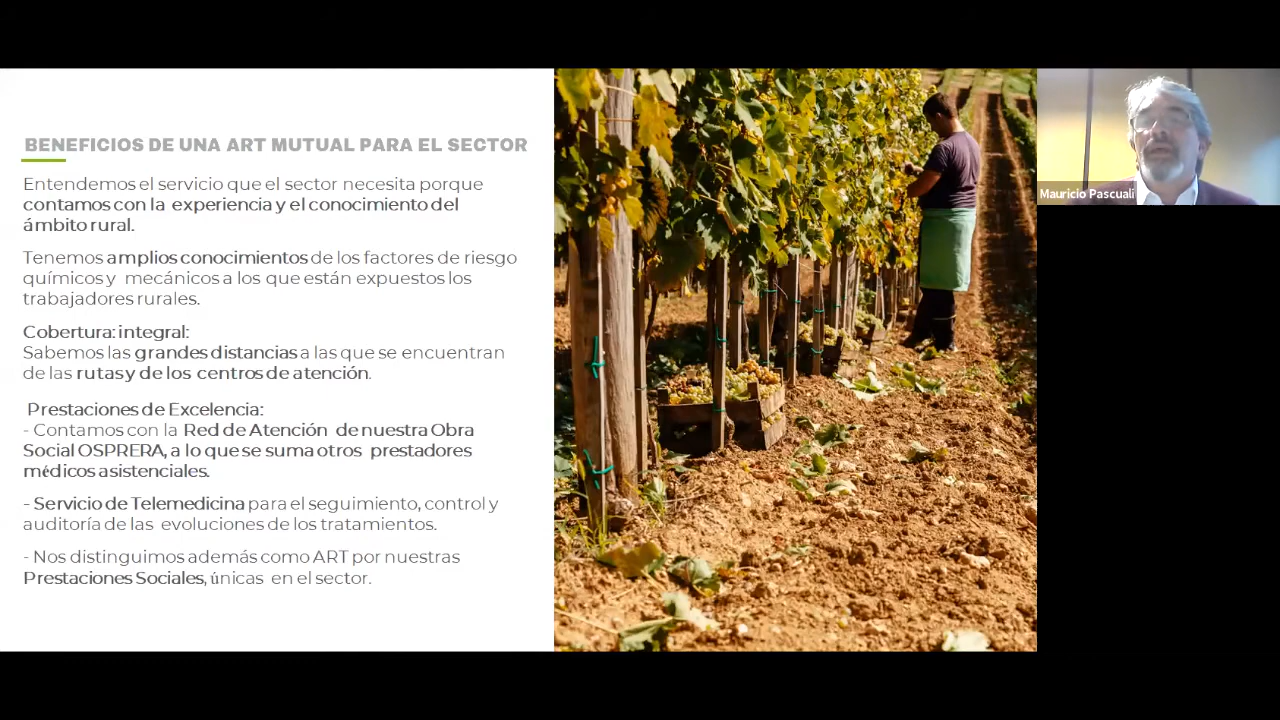 BENEFICIOS DE UNA ART MUTUAL PARA EL SECTOR
Entendemos el servicio que el sector necesita porque
contamos con la experiencia y el conomimiento del
ámbito rural.
Tenemos amplios conocimientos de los factores de riesgo
químicos y mecánicos a los que están expuestos los
trabajadores rurales.
Cobertura: integral:
Sabemos las grandes distancias a las que se encuentran
de las rutas y de los centros de atención.
Prestaciones de Excelencia:
- Contamos con la Red de Atención de nuestra Obra
Social OSPRERA, a lo que se suma otros prestadores
médicos asistenciales.
- Servicio de Telemedicina para el seguimiento, control y
auditoría de las evoluciones de los tratamientos.
- Nos distinguimos además como ART por nuestras
Prestaciones Sociales, únicas en el sector.
Mauricio Pascuali